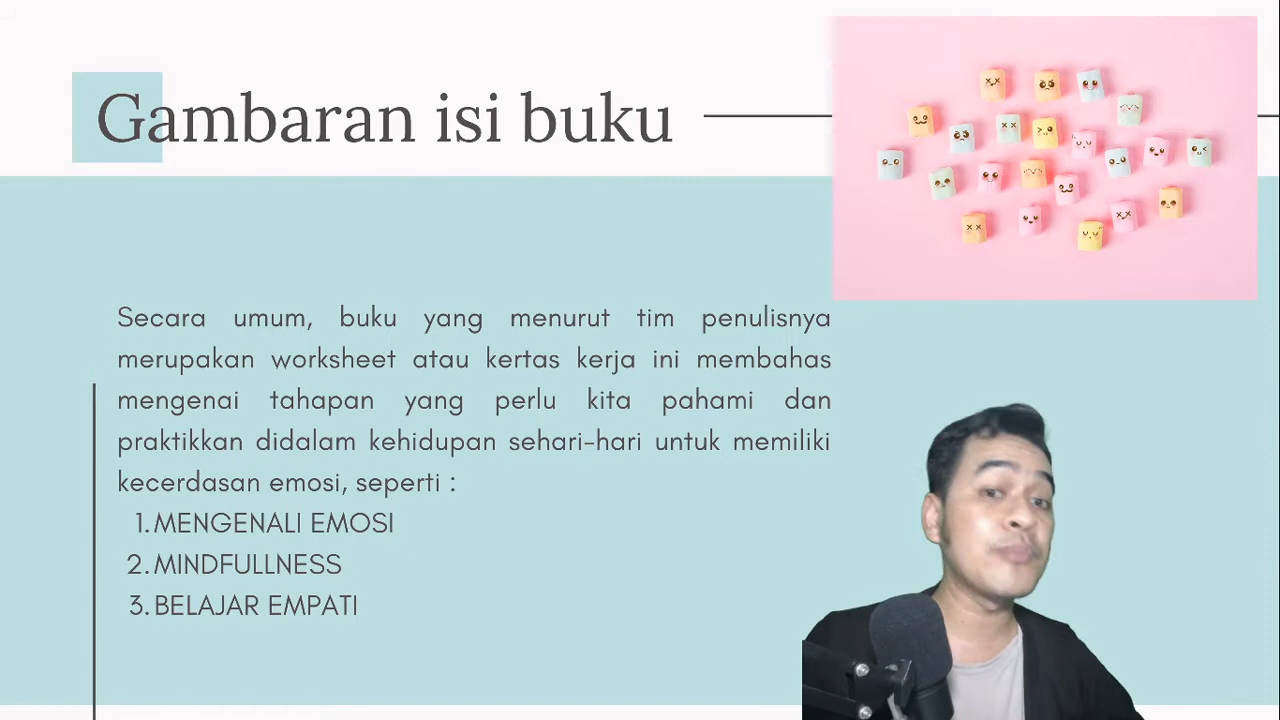 Gambaran isi buku
Secara umum, buku yang menurut tim penulisnya
merupakan worksheet atau kertas kerja ini membahas
mengenai tahapan yang perlu kita pahami dan
praktikkan didalam kehidupan sehari-hari untuk memiliki
kecerdasan emosi, seperti :
1. MENGENALI EMOSI
2. MINDFULLNESS
3. BELAJAR EMPATI